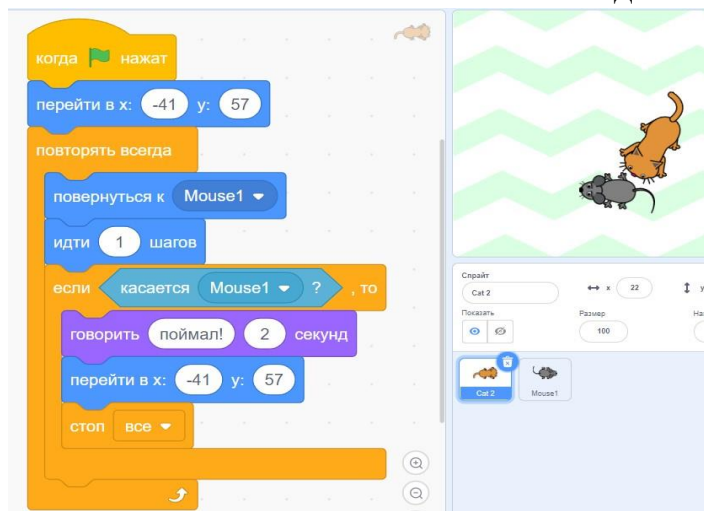 когда нажат
перейти в x: -41 y: 57
повторять всегда
повернуться к Mouse1
идти 1 шагов
если касается Mouse1 ? , то
говорить поймал! 2 секунд
перейти в x: -41 y: 57
стоп все
Спрайт
Cat 2 x 22 y
Показать Размер
100
Cat 2 Mouse1